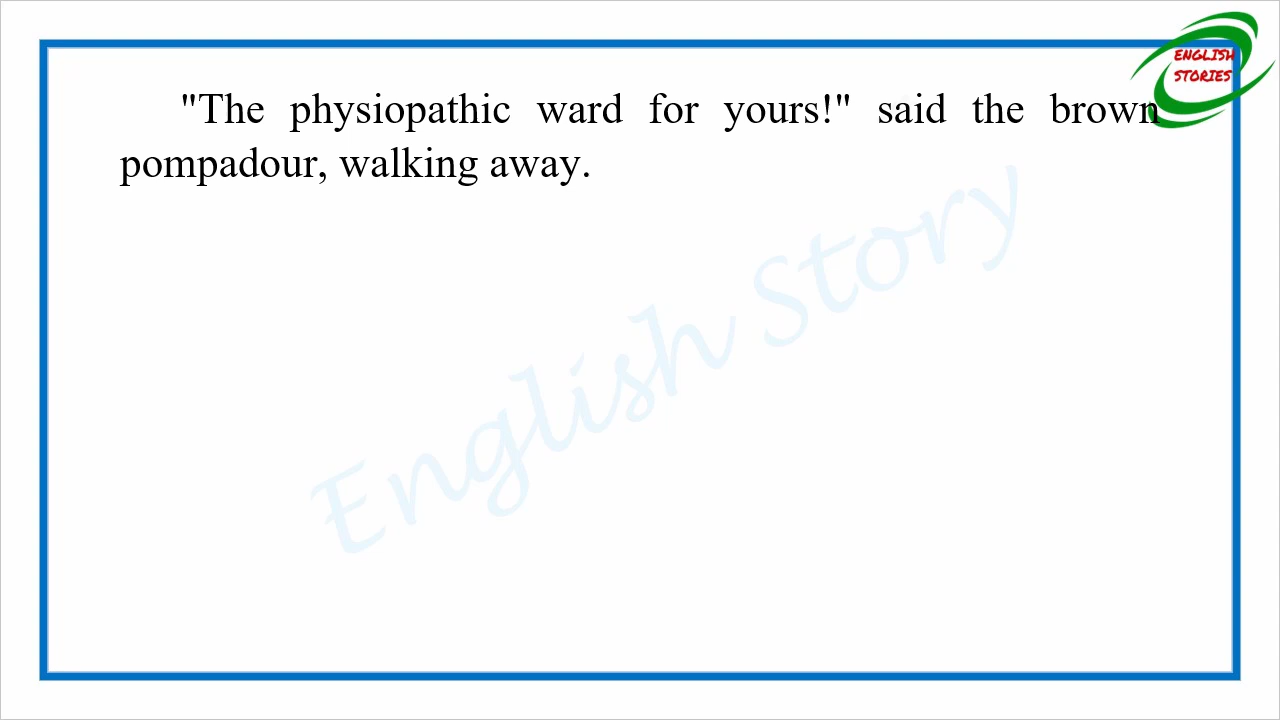 ENGLISH
STORIES
"The physiopathic ward for yours!" said the brown
pompadour, walking away.
English Story